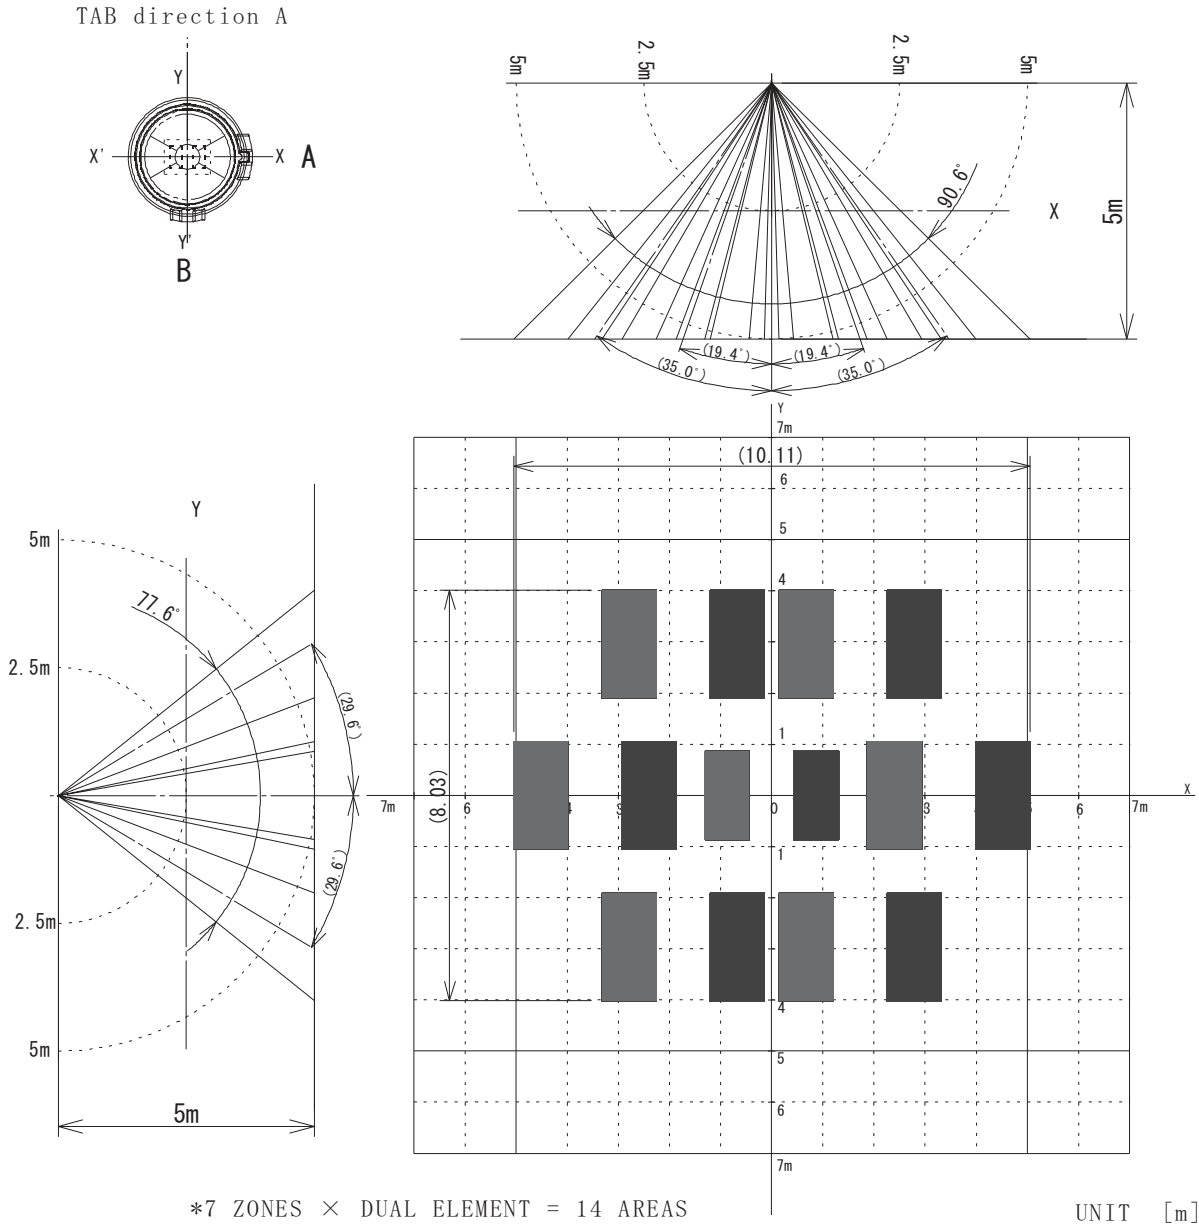 TAB direction A
Y
X'
X
A
Y'
B
5m
2.5m
2.5m
5m
90.6°
X
5m
(19.4°)
(19.4°)
(35.0°)
(35.0°)
Y
7m
(10.11)
6
5
4
1
Y
5m
77.6°
2.5m
(29.6°)
(8.03)
7m
6
4
3
0
3
6
7m
X
1
(29.6°)
2.5m
4
5m
5
6
5m
7m
*7 ZONES × DUAL ELEMENT = 14 AREAS
UNIT [m]